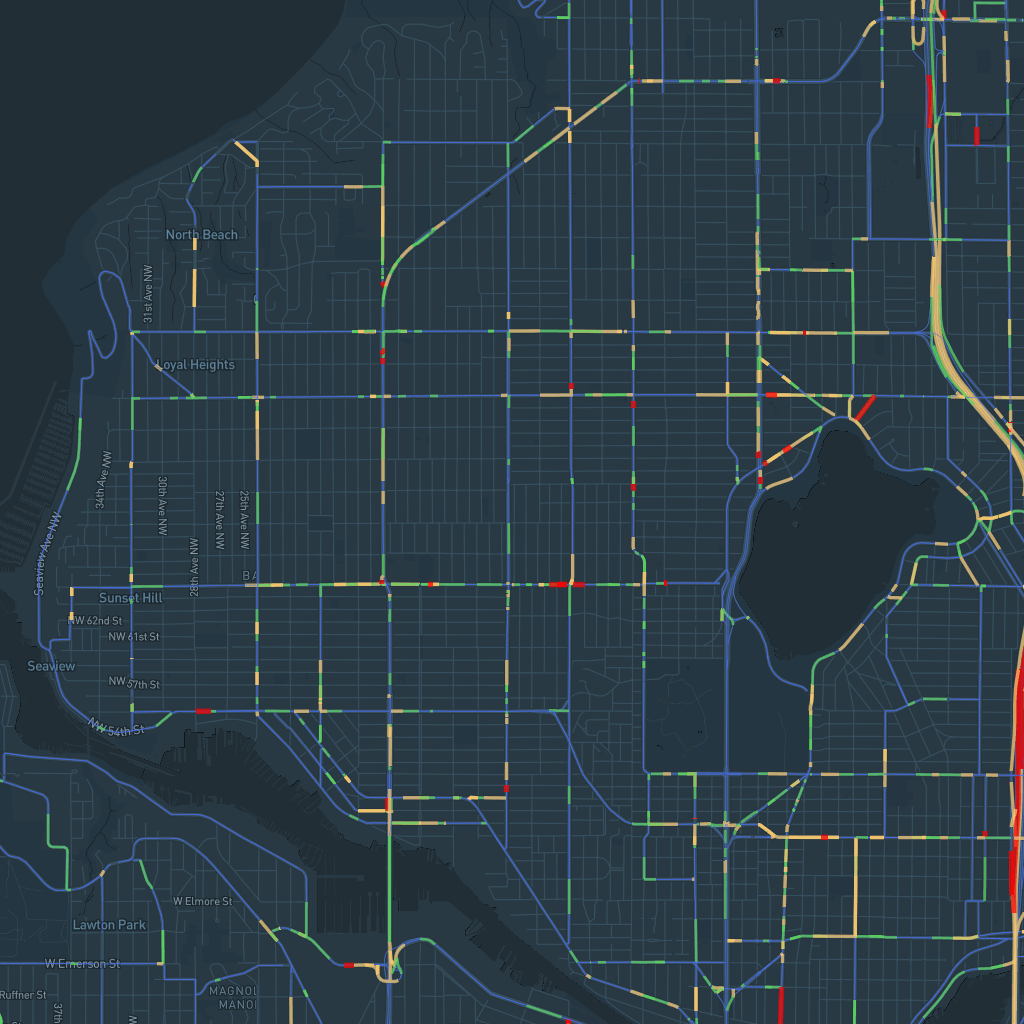 North Beach
31st Ave NW
Loyal Heights
34th Ave NW
30th Ave NW
27th Ave NW
25th Ave NW
Seaview Ave NW
28th Ave NW
BA
Sunset Hill
NW 62nd St
NW 61st St
Seaview
NW 57th St
NW 54th St
W Elmore St
Lawton Park
W Emerson St
MAGNOL
MANOI
Ruffner St
37th
W